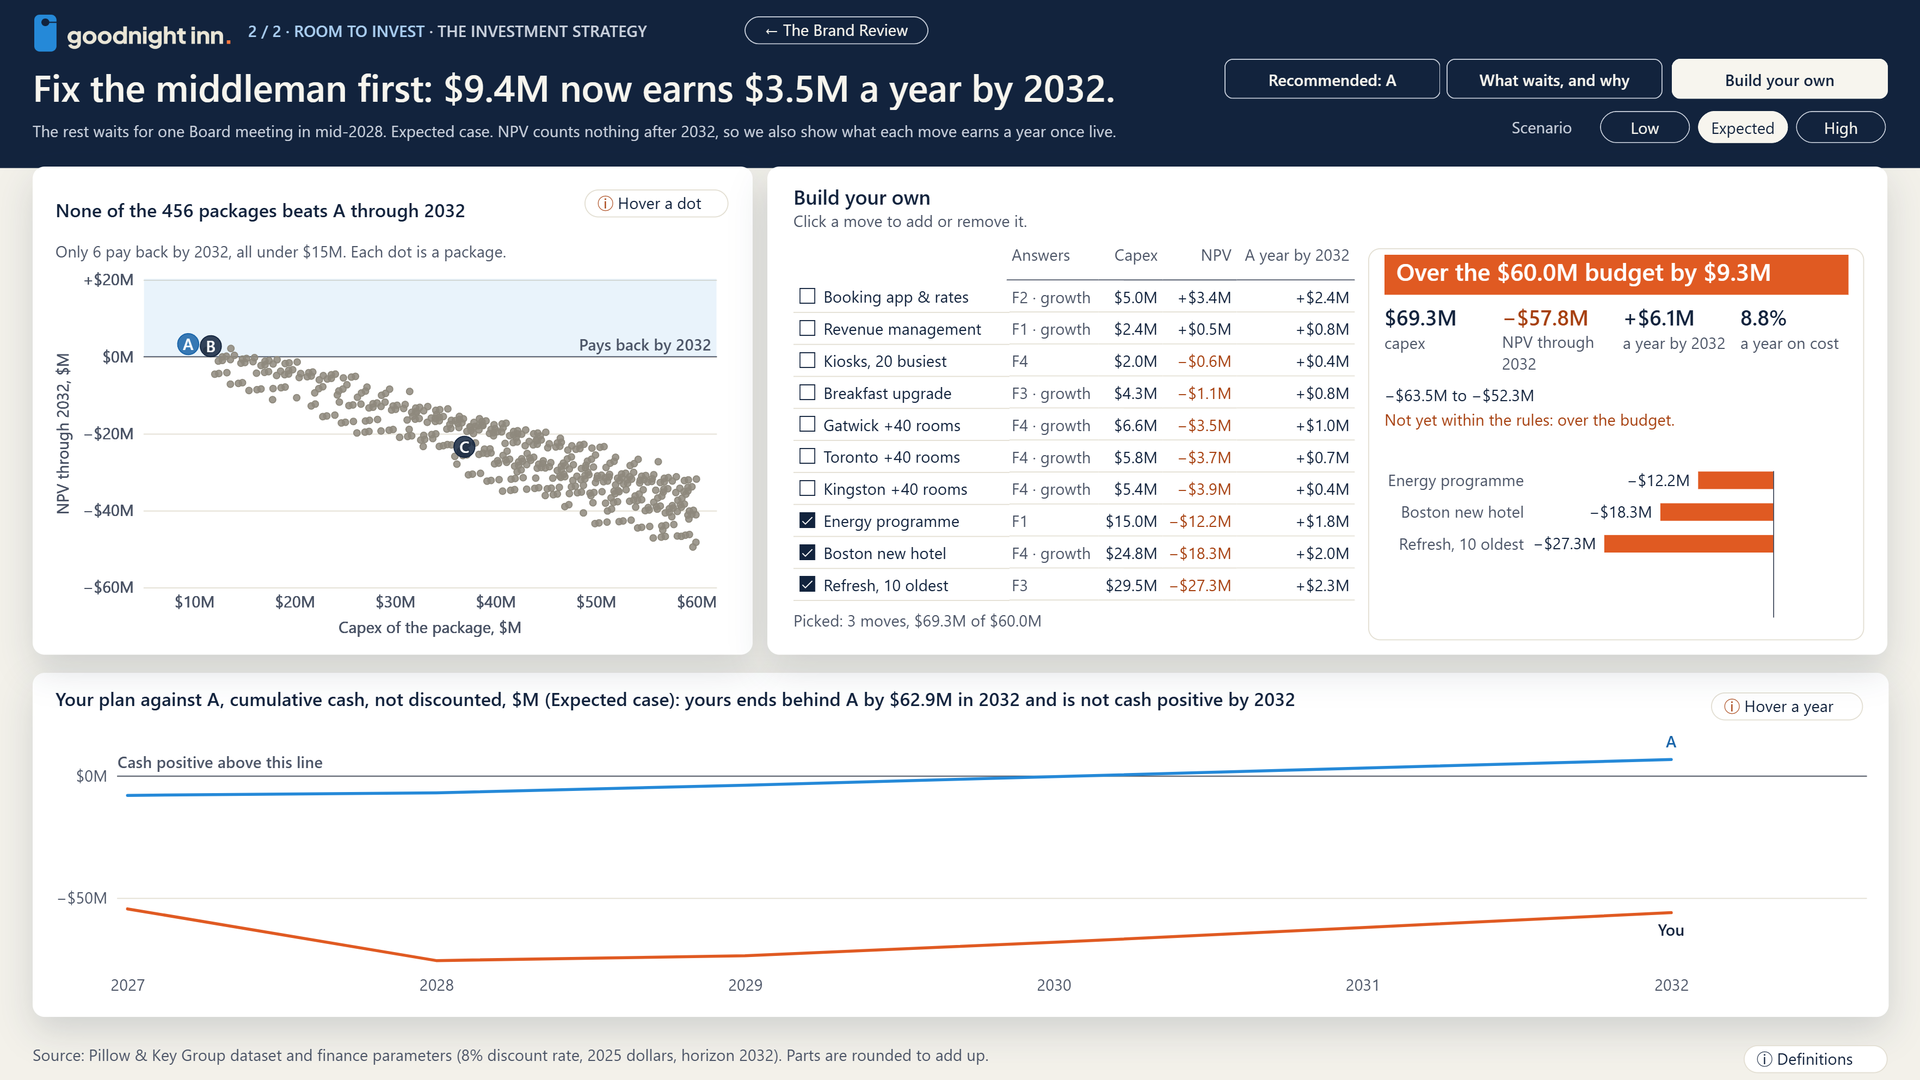 goodnight inn.
2 / 2 · ROOM TO INVEST · THE INVESTMENT STRATEGY
← The Brand Review
Fix the middleman first: $9.4M now earns $3.5M a year by 2032.
The rest waits for one Board meeting in mid-2028. Expected case. NPV counts nothing after 2032, so we also show what each move earns a year once live.
Recommended: A
What waits, and why
Build your own
Scenario
Low
Expected
High
None of the 456 packages beats A through 2032
ⓘ Hover a dot
Only 6 pay back by 2032, all under $15M. Each dot is a package.
+$20M
$0M
−$20M
−$40M
−$60M
NPV through 2032, $M
Pays back by 2032
A
B
C
$10M
$20M
$30M
$40M
$50M
$60M
Capex of the package, $M
Build your own
Click a move to add or remove it.
Answers Capex NPV A year by 2032
Booking app & rates F2 · growth $5.0M +$3.4M +$2.4M
Revenue management F1 · growth $2.4M +$0.5M +$0.8M
Kiosks, 20 busiest F4 $2.0M −$0.6M +$0.4M
Breakfast upgrade F3 · growth $4.3M −$1.1M +$0.8M
Gatwick +40 rooms F4 · growth $6.6M −$3.5M +$1.0M
Toronto +40 rooms F4 · growth $5.8M −$3.7M +$0.7M
Kingston +40 rooms F4 · growth $5.4M −$3.9M +$0.4M
Energy programme F1 $15.0M −$12.2M +$1.8M
Boston new hotel F4 · growth $24.8M −$18.3M +$2.0M
Refresh, 10 oldest F3 $29.5M −$27.3M +$2.3M
Picked: 3 moves, $69.3M of $60.0M
Over the $60.0M budget by $9.3M
$69.3M
capex
−$57.8M
NPV through
2032
+$6.1M
a year by 2032
8.8%
a year on cost
−$63.5M to −$52.3M
Not yet within the rules: over the budget.
Energy programme −$12.2M
Boston new hotel −$18.3M
Refresh, 10 oldest −$27.3M
Your plan against A, cumulative cash, not discounted, $M (Expected case): yours ends behind A by $62.9M in 2032 and is not cash positive by 2032
ⓘ Hover a year
Cash positive above this line
$0M
−$50M
A
You
2027
2028
2029
2030
2031
2032
Source: Pillow & Key Group dataset and finance parameters (8% discount rate, 2025 dollars, horizon 2032). Parts are rounded to add up.
ⓘ Definitions